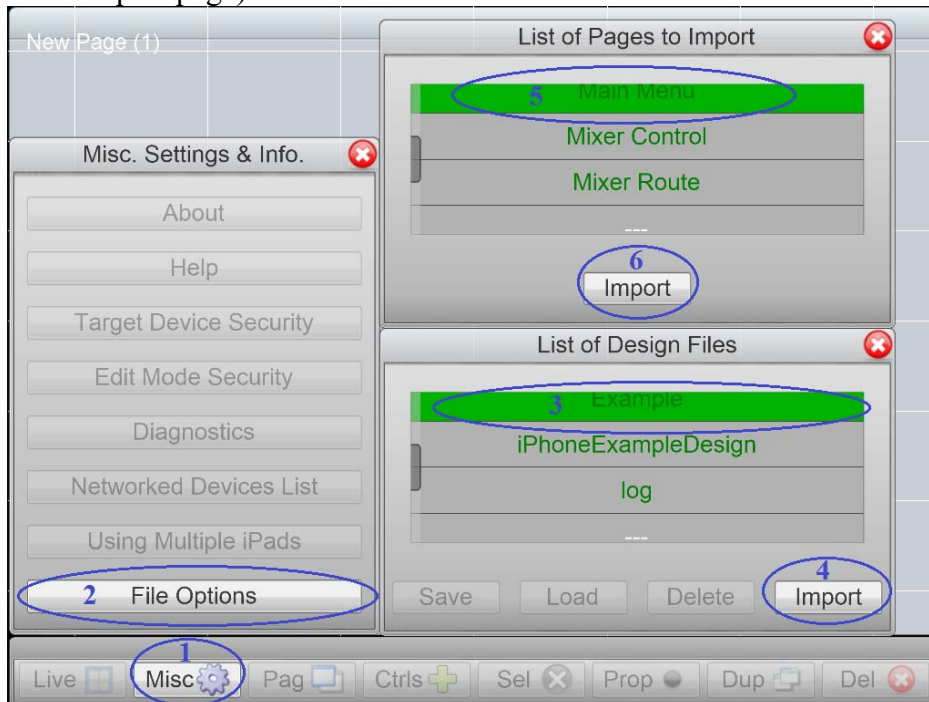 New Page (1)
List of Pages to Import
5 Main Menu
Mixer Control
Mixer Route
---
6
Import
Misc. Settings & Info.
About
Help
Target Device Security
Edit Mode Security
Diagnostics
Networked Devices List
Using Multiple iPads
2 File Options
List of Design Files
3 Example
iPhoneExampleDesign
log
---
4
Save Load Delete Import
1
Live Misc Pag Ctrls Sel Prop Dup Del